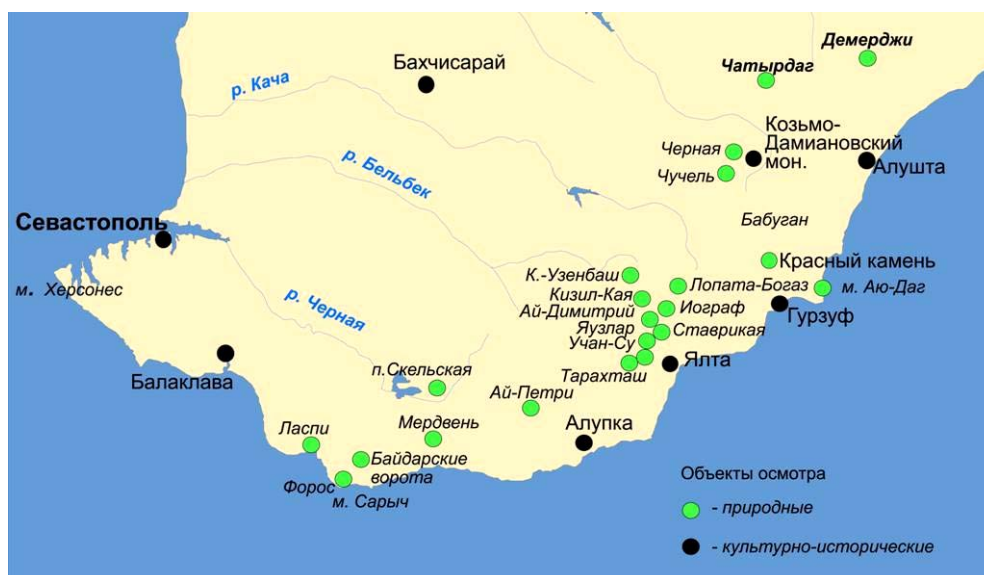 Демерджи
Чатырдаг
Бахчисарай
р. Кача
Козьмо-
Дамиановский
мон.
Черная
Чучель
Алушта
р. Бельбек
Бабуган
Севастополь
м. Херсонес
К.-Узенбаш
Красный камень
Лопата-Богаз
м. Аю-Даг
Кизил-Кая
Ай-Димитрий
Иограф
Гурзуф
Яузлар
Ставрикая
Учан-Су
р. Черная
Балаклава
Ялта
Тарахташ
п.Скельская
Ай-Петри
Ласпи
Мердвень
Алупка
Байдарские
ворота
Форос
м. Сарыч
Объекты осмотра
- природные
- культурно-исторические